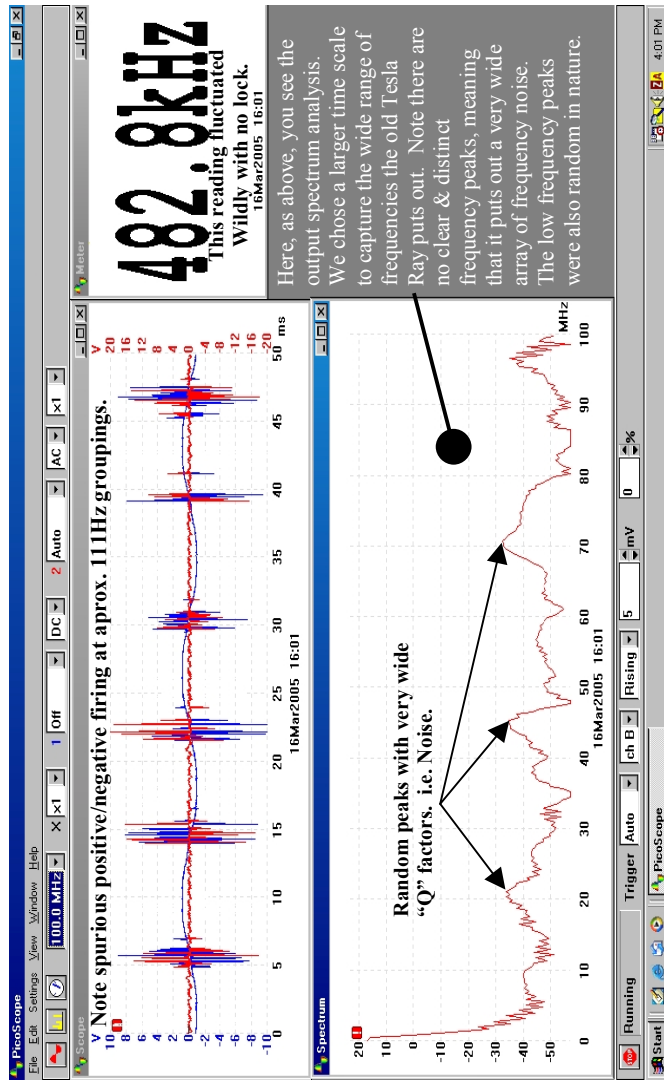 PicoScope
File Edit Settings View Window Help
100.0 MHz x ×1 1 Off DC 2 Auto AC ×1
Scope
Note spurious positive/negative firing at aprox. 111Hz groupings.
V
10
8
6
4
2
0
-2
-4
-6
-8
-10
V
20
16
12
8
4
0
-4
-8
-12
-16
-20
0 5 10 15 20 25 30 35 40 45 50
ms
16Mar2005 16:01
Meter
482.8kHz
This reading fluctuated
Wildly with no lock.
16Mar2005 16:01
Spectrum
20
10
0
-10
-20
-30
-40
-50
Random peaks with very wide
“Q” factors. i.e. Noise.
0 10 20 30 40 50 60 70 80 90 100
MHz
16Mar2005 16:01
Here, as above, you see the
output spectrum analysis.
We chose a larger time scale
to capture the wide range of
frequencies the old Tesla
Ray puts out. Note there are
no clear & distinct
frequency peaks, meaning
that it puts out a very wide
array of frequency noise.
The low frequency peaks
were also random in nature.
STOP Running Trigger Auto ch B Rising 5 mV 0 %
Start PicoScope ZA 4:01 PM